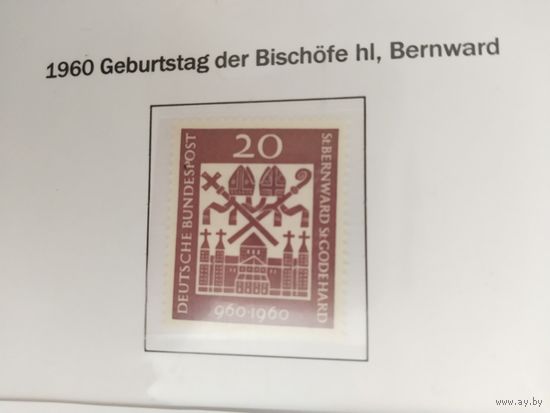 1960 Geburtstag der Bischöfe hl, Bernward
20
DEUTSCHE BUNDESPOST
St.BERNWARD St.GODEHARD
960·1960
www.ay.by